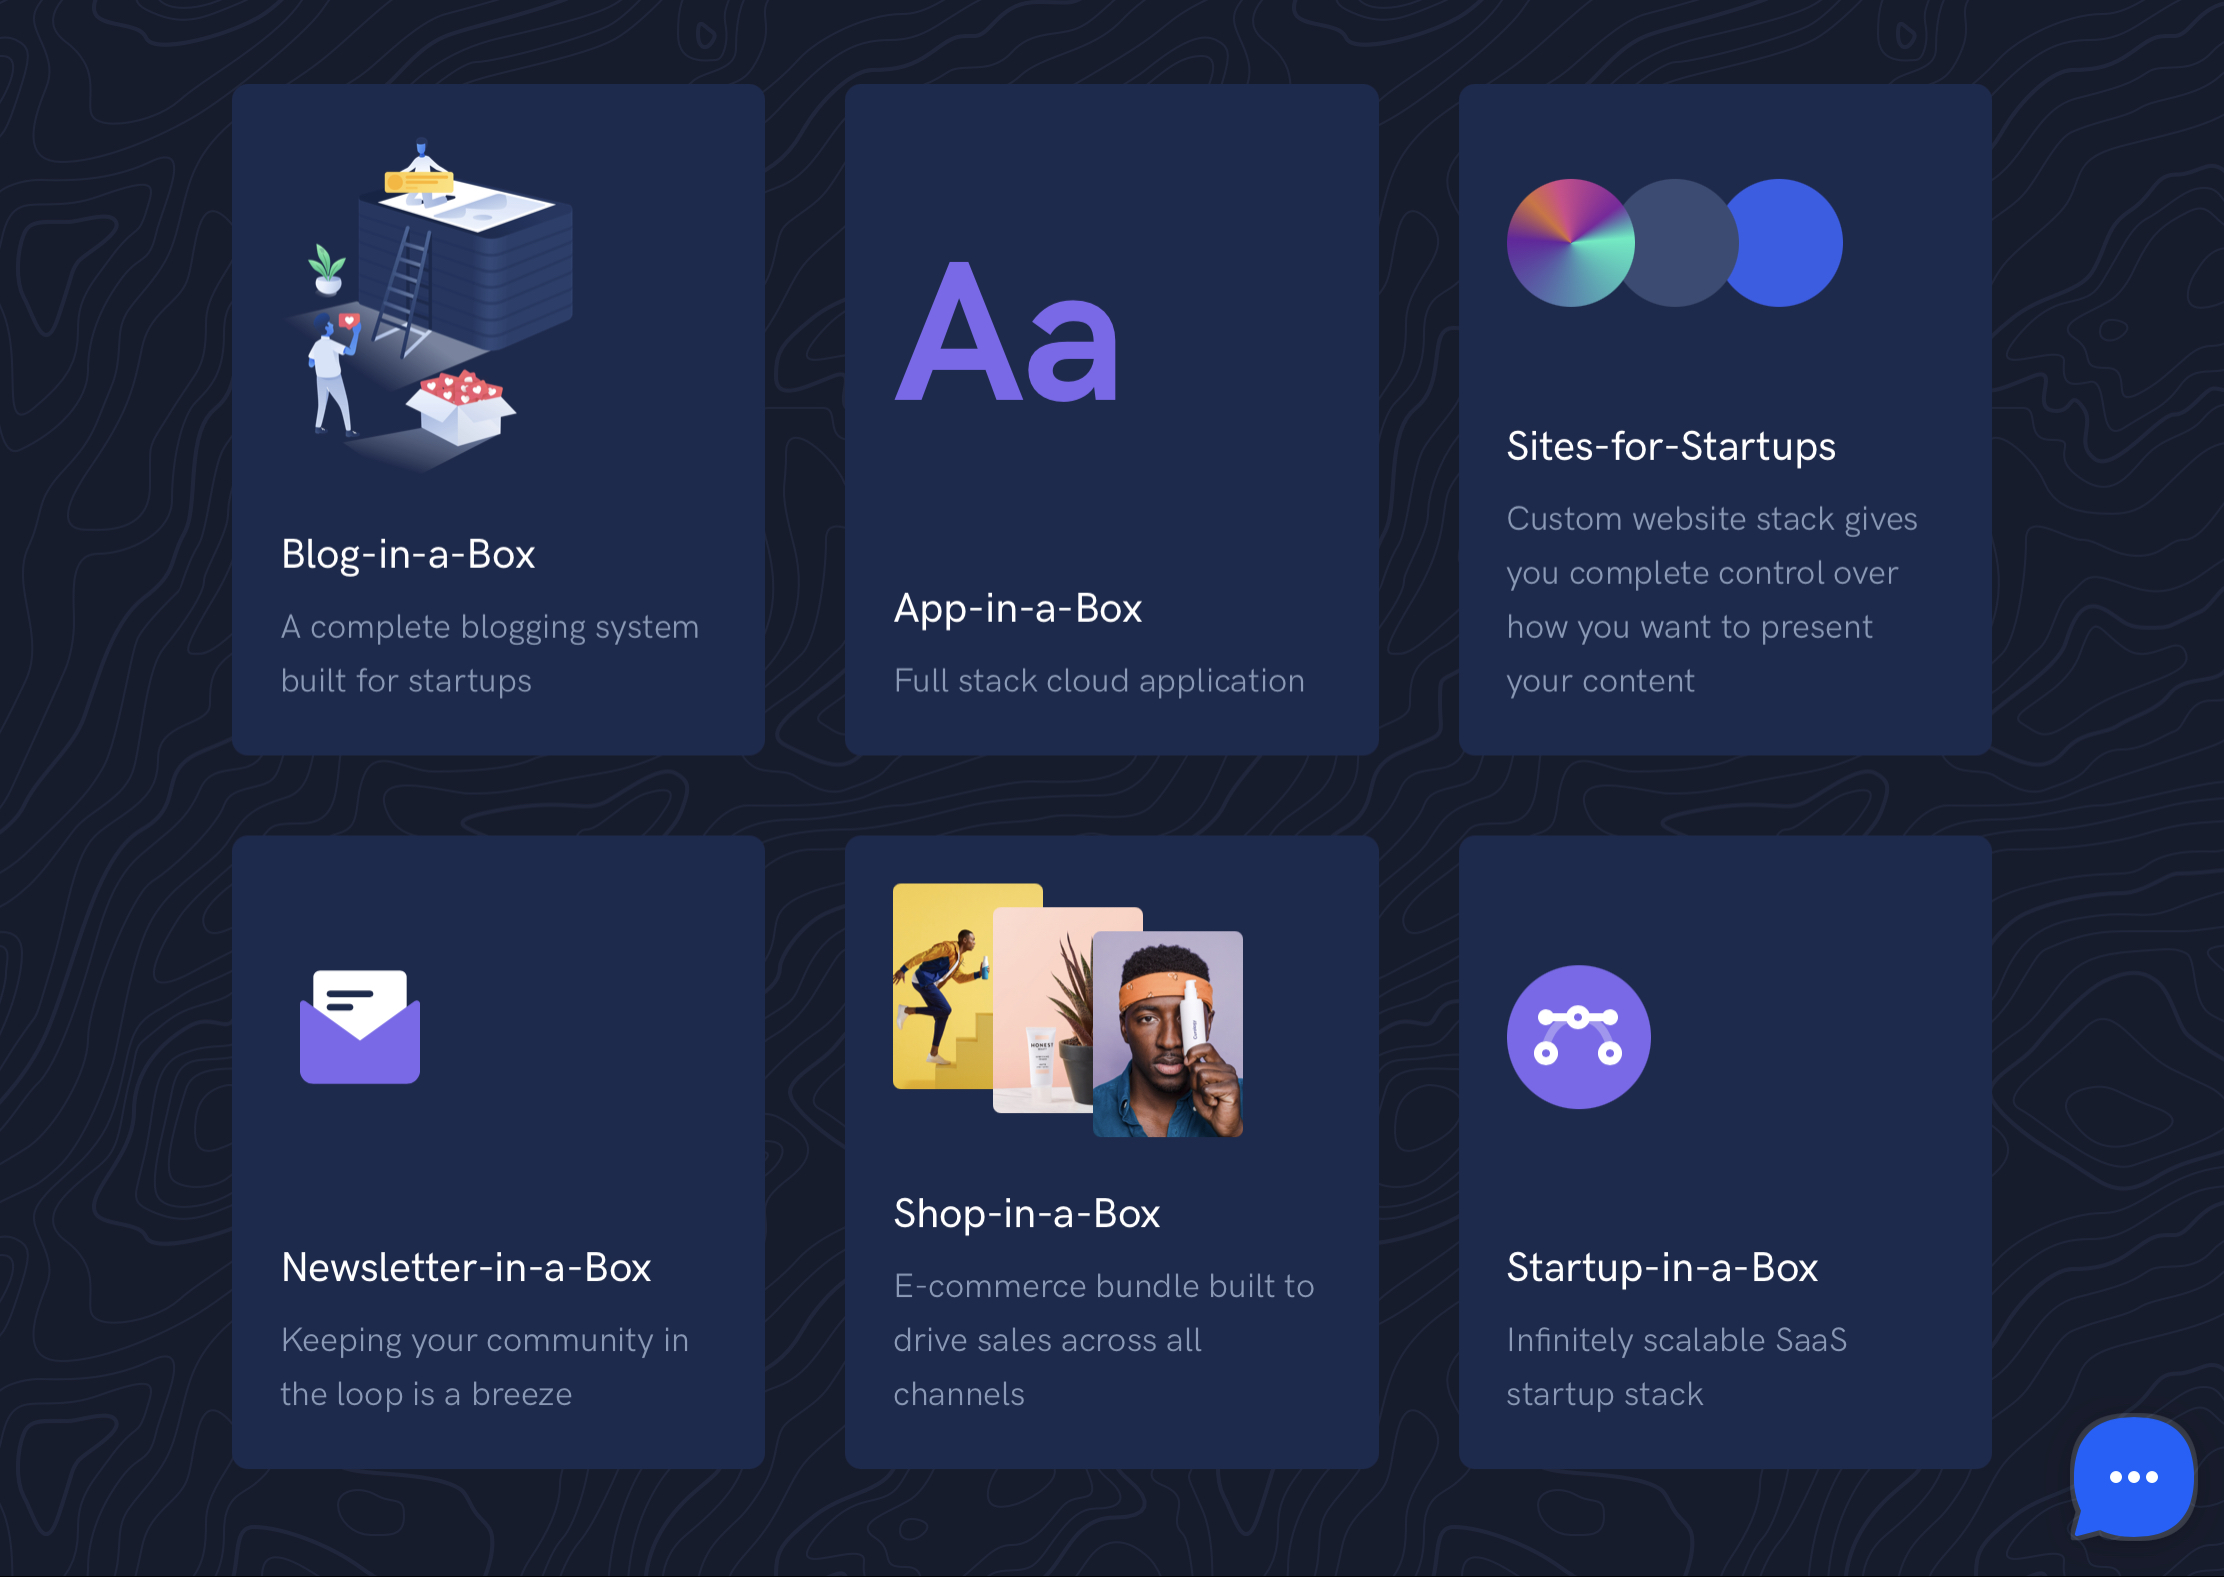 Aa
Sites-for-Startups
Custom website stack gives
you complete control over
how you want to present
your content
Blog-in-a-Box
A complete blogging system
built for startups
App-in-a-Box
Full stack cloud application
HONEST
Newsletter-in-a-Box
Keeping your community in
the loop is a breeze
Shop-in-a-Box
E-commerce bundle built to
drive sales across all
channels
Startup-in-a-Box
Infinitely scalable SaaS
startup stack